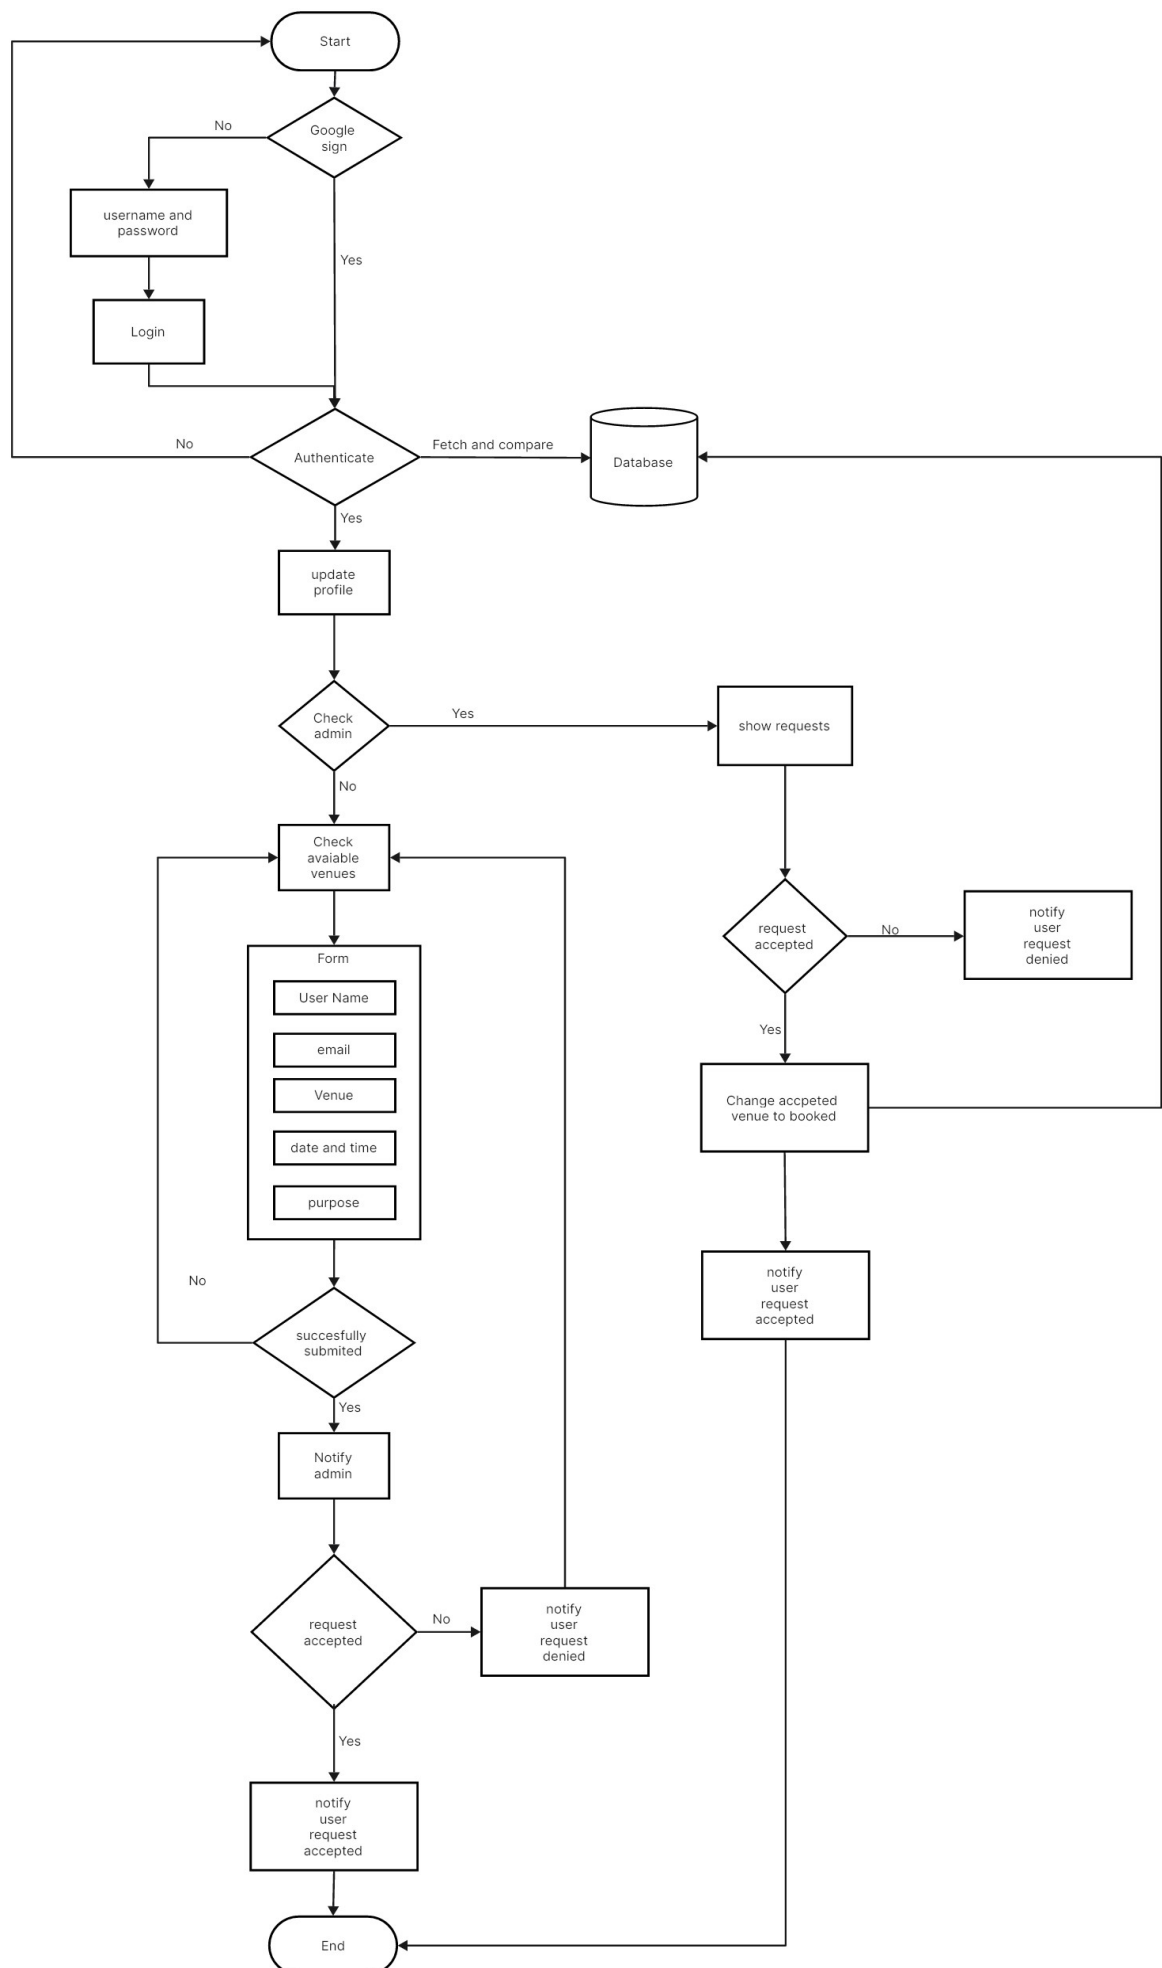 Start
Google
sign
No
username and
password
Yes
Login
No
Authenticate
Fetch and compare
Database
Yes
update
profile
Check
admin
Yes
show requests
No
Check
avaiable
venues
request
accepted
No
notify
user
request
denied
Form
User Name
email
Venue
date and time
purpose
Yes
Change accpeted
venue to booked
notify
user
request
accepted
No
succesfully
submited
Yes
Notify
admin
request
accepted
No
notify
user
request
denied
Yes
notify
user
request
accepted
End